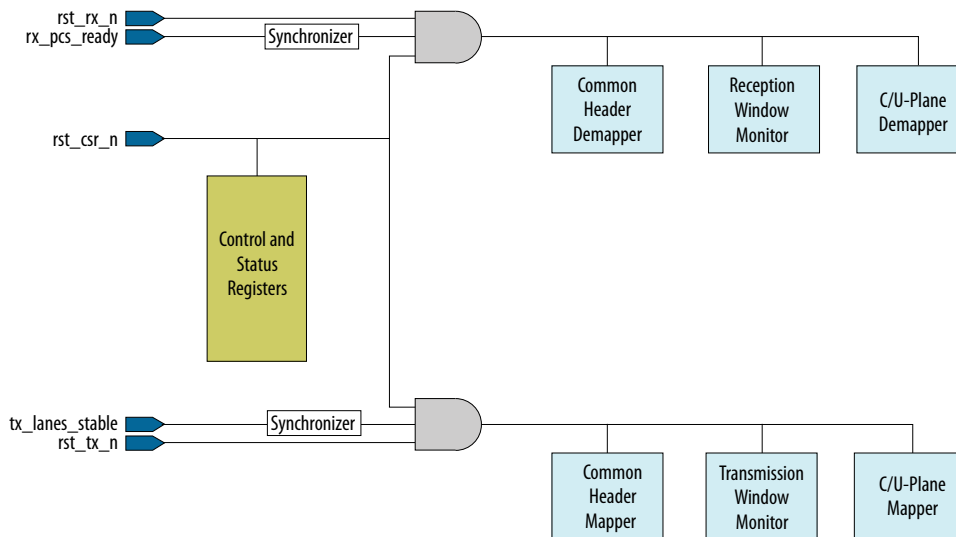 rst_rx_n
rx_pcs_ready
Synchronizer
Common
Header
Demapper
Reception
Window
Monitor
C/U-Plane
Demapper
rst_csr_n
Control and
Status
Registers
tx_lanes_stable
Synchronizer
rst_tx_n
Common
Header
Mapper
Transmission
Window
Monitor
C/U-Plane
Mapper